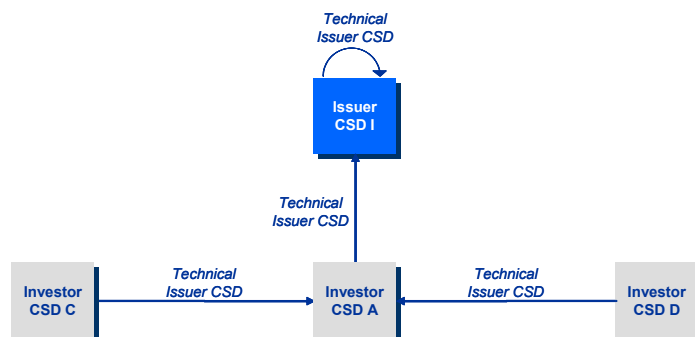 Technical
Issuer CSD
Issuer
CSD I
Technical
Issuer CSD
Investor
CSD C
Technical
Issuer CSD
Investor
CSD A
Technical
Issuer CSD
Investor
CSD D